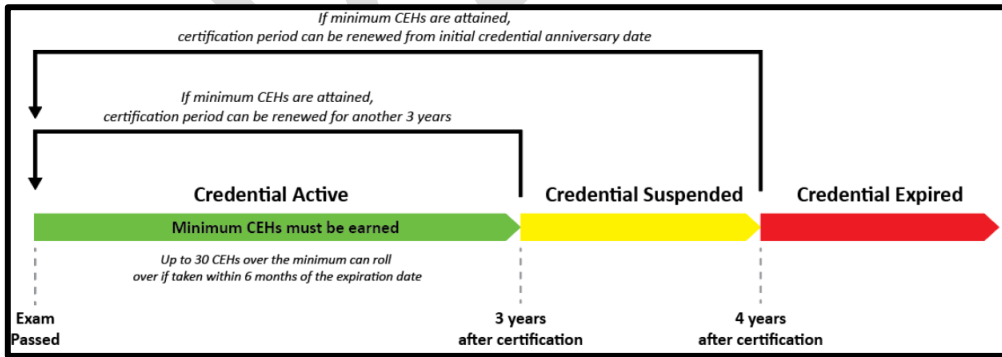 If minimum CEHs are attained,
certification period can be renewed from initial credential anniversary date
If minimum CEHs are attained,
certification period can be renewed for another 3 years
Credential Active
Credential Suspended
Credential Expired
Minimum CEHs must be earned
Up to 30 CEHs over the minimum can roll
over if taken within 6 months of the expiration date
Exam
Passed
3 years
after certification
4 years
after certification